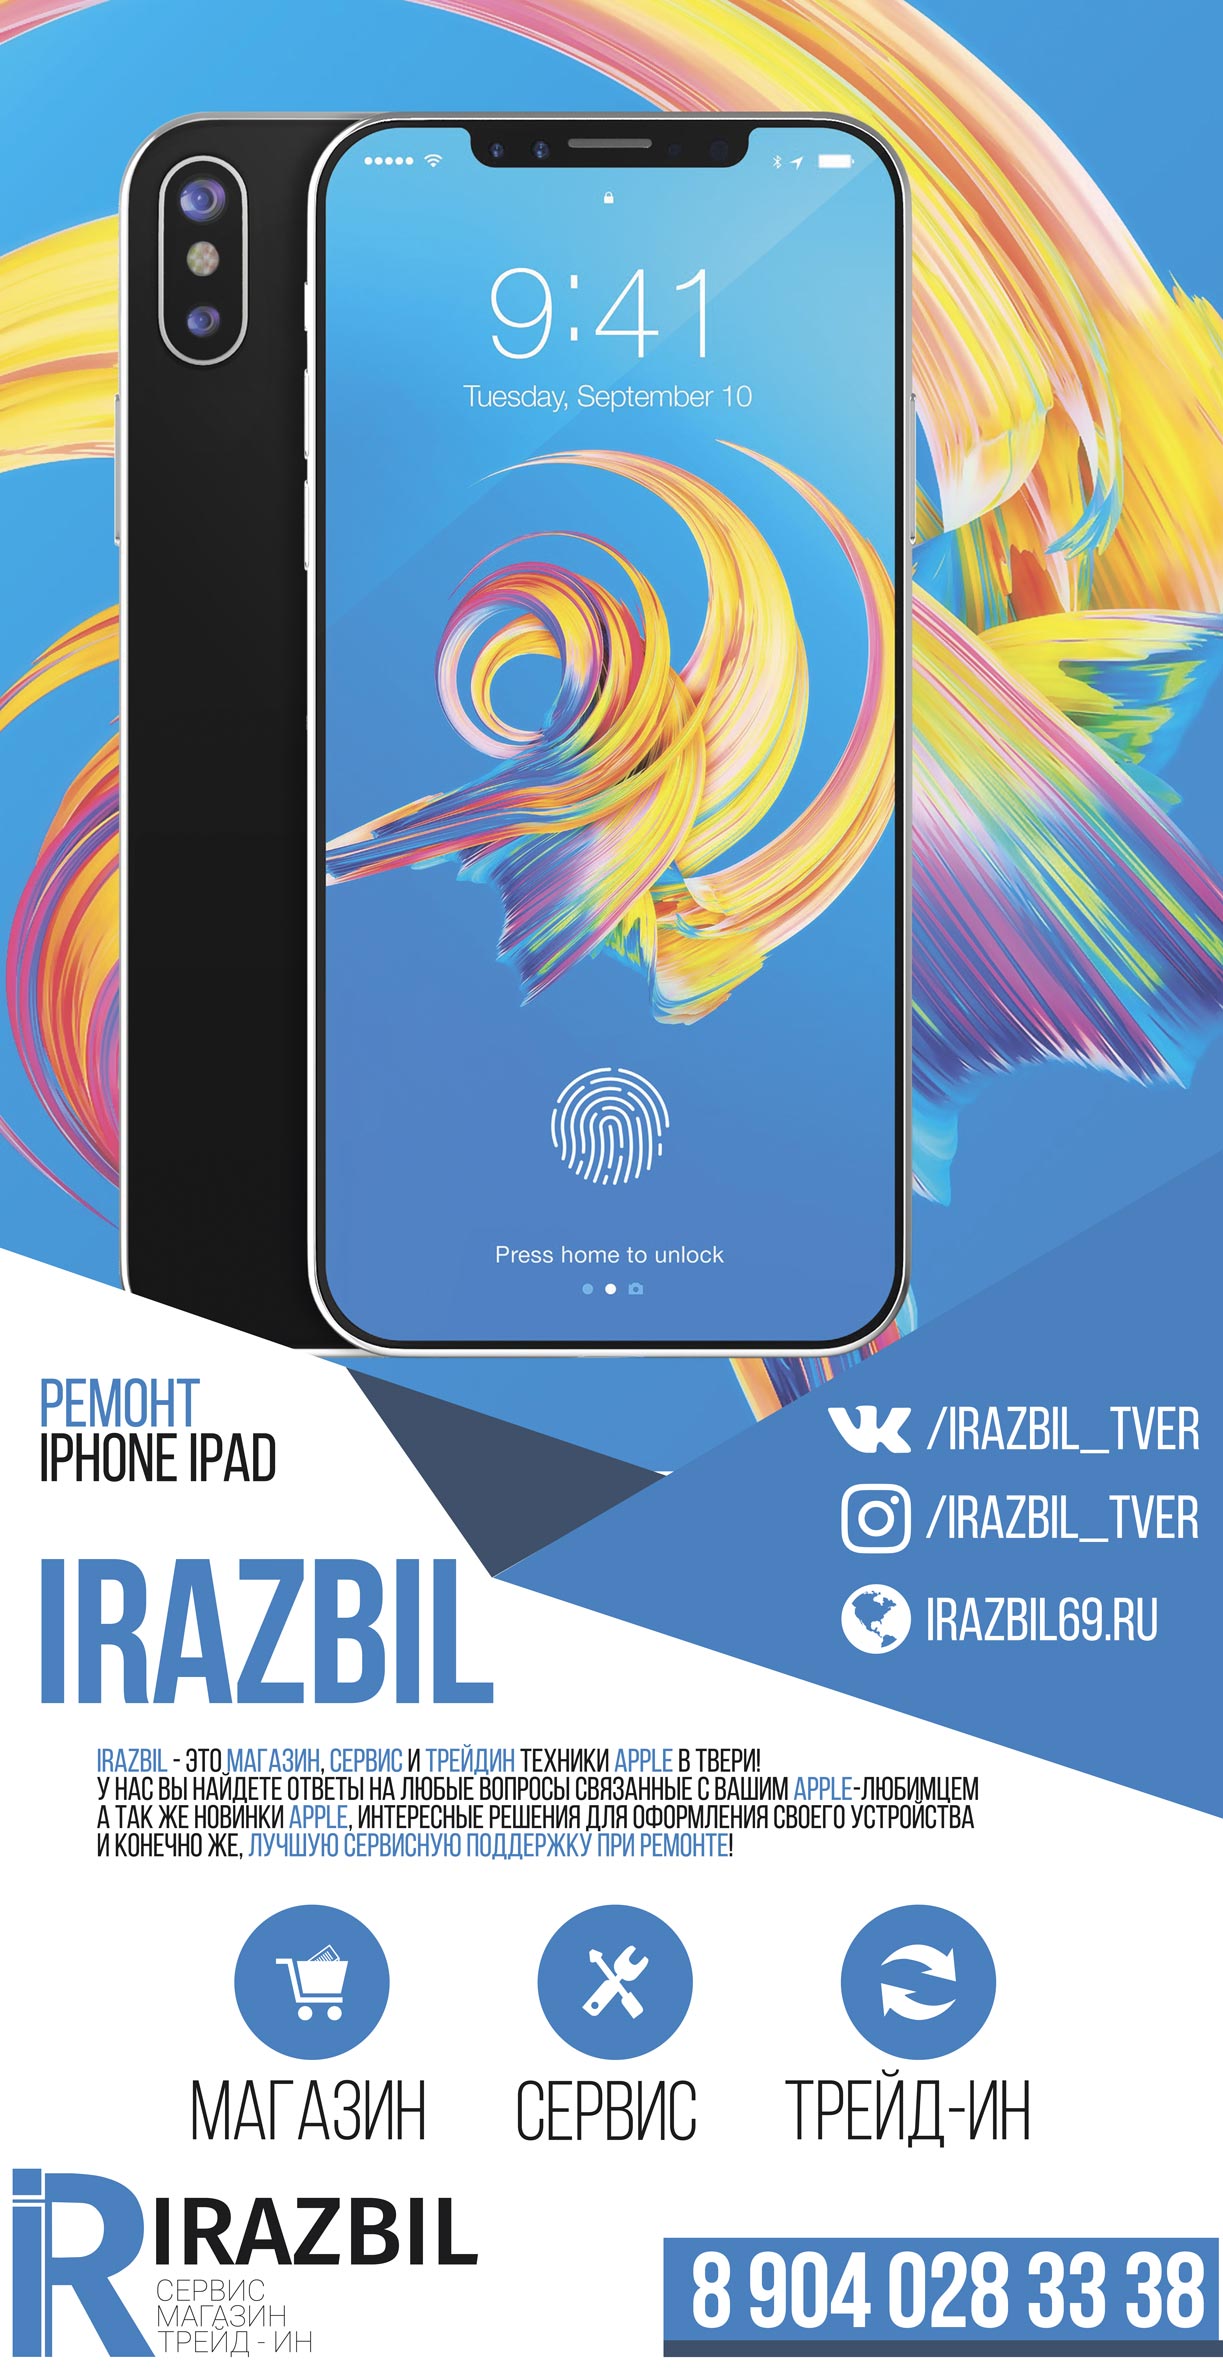 9:41
Tuesday, September 10
Press home to unlock
РЕМОНТ
IPHONE IPAD
/IRAZBIL_TVER
/IRAZBIL_TVER
IRAZBIL69.RU
IRAZBIL
IRAZBIL - ЭТО МАГАЗИН, СЕРВИС И ТРЕЙДИН ТЕХНИКИ APPLE В ТВЕРИ!
У НАС ВЫ НАЙДЕТЕ ОТВЕТЫ НА ЛЮБЫЕ ВОПРОСЫ СВЯЗАННЫЕ С ВАШИМ APPLE-ЛЮБИМЦЕМ
А ТАК ЖЕ НОВИНКИ APPLE, ИНТЕРЕСНЫЕ РЕШЕНИЯ ДЛЯ ОФОРМЛЕНИЯ СВОЕГО УСТРОЙСТВА
И КОНЕЧНО ЖЕ, ЛУЧШУЮ СЕРВИСНУЮ ПОДДЕРЖКУ ПРИ РЕМОНТЕ!
МАГАЗИН
СЕРВИС
ТРЕЙД-ИН
IR
IRAZBIL
СЕРВИС
МАГАЗИН
ТРЕЙД - ИН
8 904 028 33 38